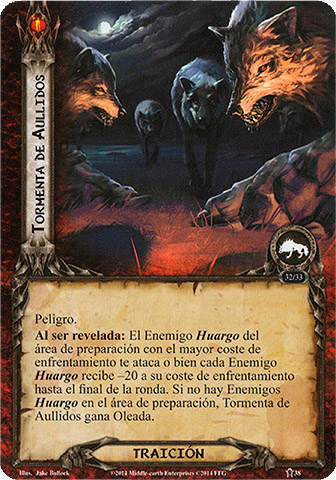 TORMENTA DE AULLIDOS
32/33
Peligro.
Al ser revelada: El Enemigo Huargo del
área de preparación con el mayor coste de
enfrentamiento te ataca o bien cada Enemigo
Huargo recibe –20 a su coste de enfrentamiento
hasta el final de la ronda. Si no hay Enemigos
Huargo en el área de preparación, Tormenta de
Aullidos gana Oleada.
TRAICIÓN
Illus. Jake Bullock
©2014 Middle-earth Enterprises ©2014 FFG
38